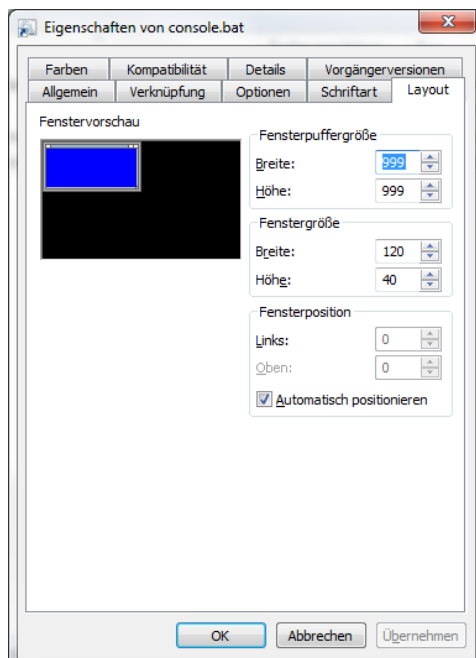 Eigenschaften von console.bat
Farben Kompatibilität Details Vorgängerversionen
Allgemein Verknüpfung Optionen Schriftart Layout
Fenstervorschau
Fensterpuffergröße
Breite: 999
Höhe: 999
Fenstergröße
Breite: 120
Höhe: 40
Fensterposition
Links: 0
Oben: 0
Automatisch positionieren
OK Abbrechen Übernehmen